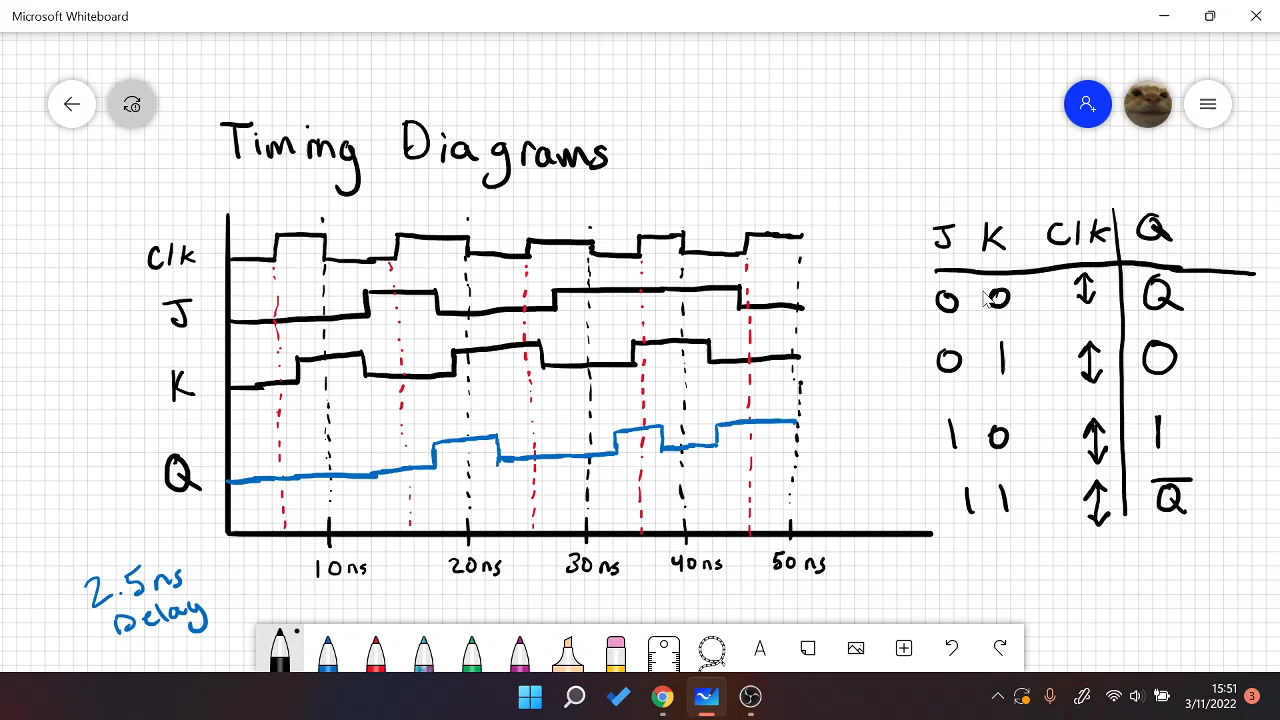 Microsoft Whiteboard
Timing Diagrams
Clk
J
K
Q
10ns
20ns
30ns
40ns
50ns
2.5ns
Delay
J K Clk Q
0 0 ↕ Q
0 1 ↕ 0
1 0 ↕ 1
1 1 ↕ Q̅
A
15:51
3/11/2022
3